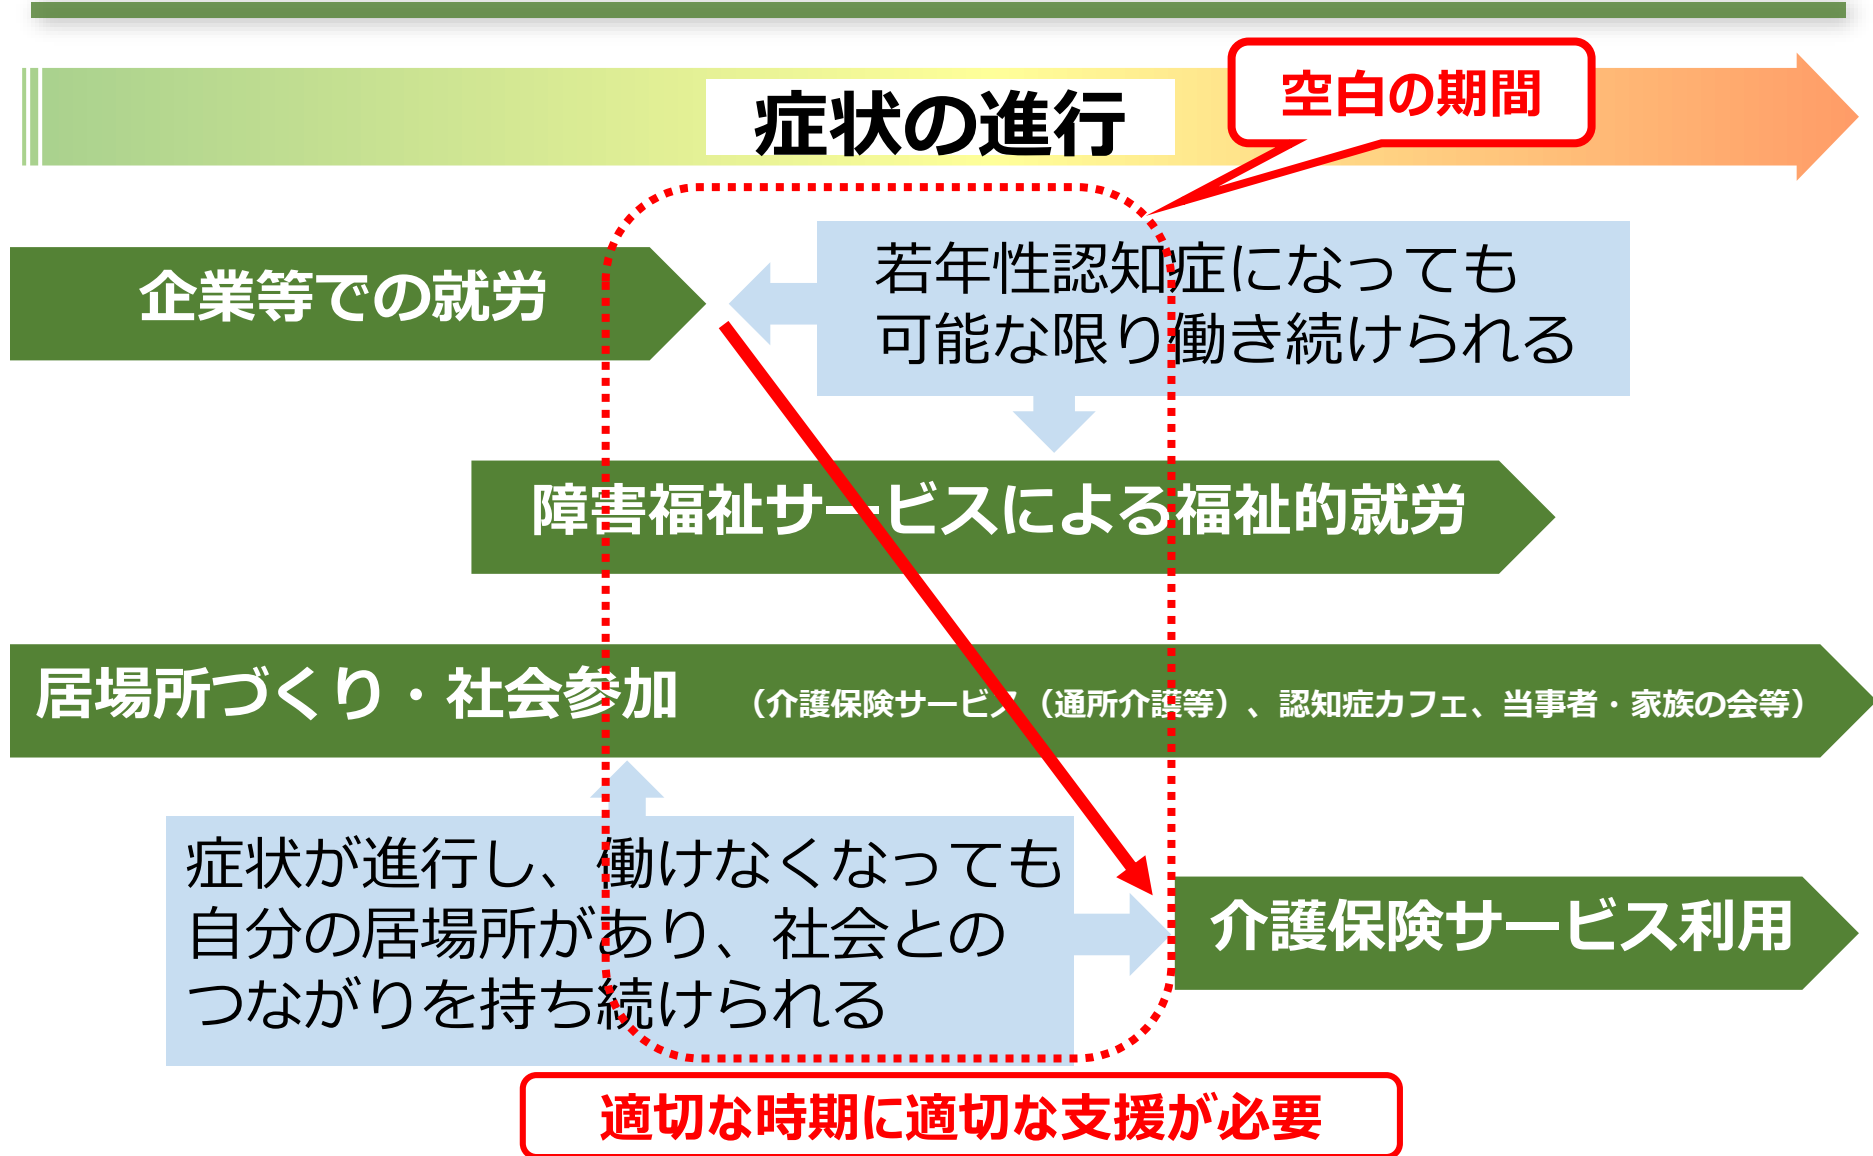 症状の進行
空白の期間
企業等での就労
若年性認知症になっても
可能な限り働き続けられる
障害福祉サービスによる福祉的就労
居場所づくり・社会参加 （介護保険サービス（通所介護等）、認知症カフェ、当事者・家族の会等）
症状が進行し、働けなくなっても
自分の居場所があり、社会との
つながりを持ち続けられる
介護保険サービス利用
適切な時期に適切な支援が必要